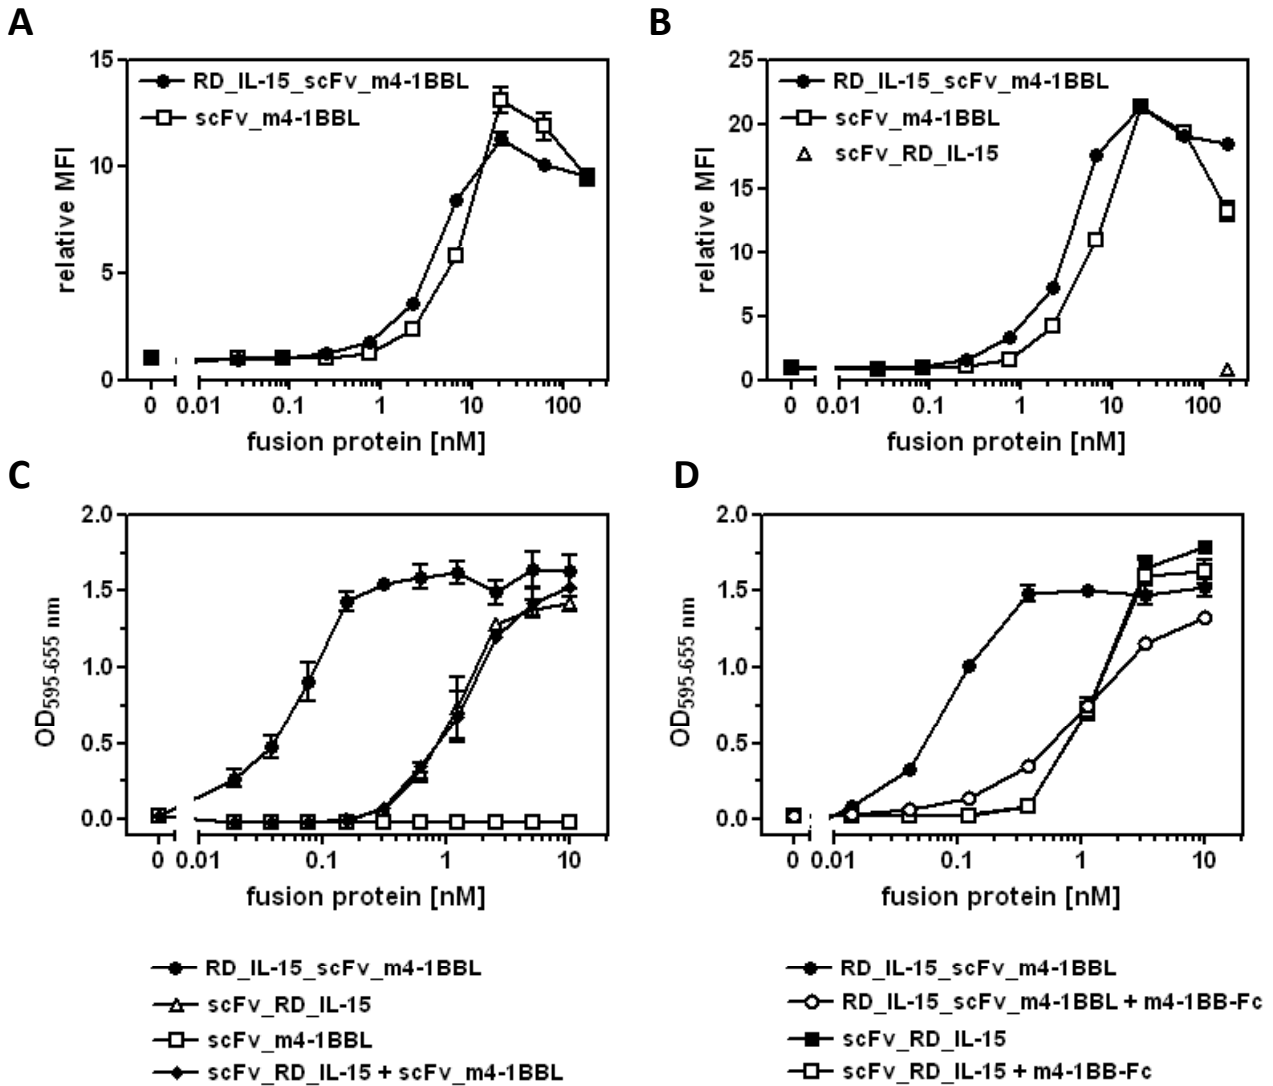 A
15
10
5
0
relative MFI
RD_IL-15_scFv_m4-1BBL
scFv_m4-1BBL
0 0.01 0.1 1 10 100
fusion protein [nM]
B
25
20
15
10
5
0
relative MFI
RD_IL-15_scFv_m4-1BBL
scFv_m4-1BBL
scFv_RD_IL-15
0 0.01 0.1 1 10 100
fusion protein [nM]
C
2.0
1.5
1.0
0.5
0.0
OD595-655 nm
0 0.01 0.1 1 10
fusion protein [nM]
RD_IL-15_scFv_m4-1BBL
scFv_RD_IL-15
scFv_m4-1BBL
scFv_RD_IL-15 + scFv_m4-1BBL
D
2.0
1.5
1.0
0.5
0.0
OD595-655 nm
0 0.01 0.1 1 10
fusion protein [nM]
RD_IL-15_scFv_m4-1BBL
RD_IL-15_scFv_m4-1BBL + m4-1BB-Fc
scFv_RD_IL-15
scFv_RD_IL-15 + m4-1BB-Fc